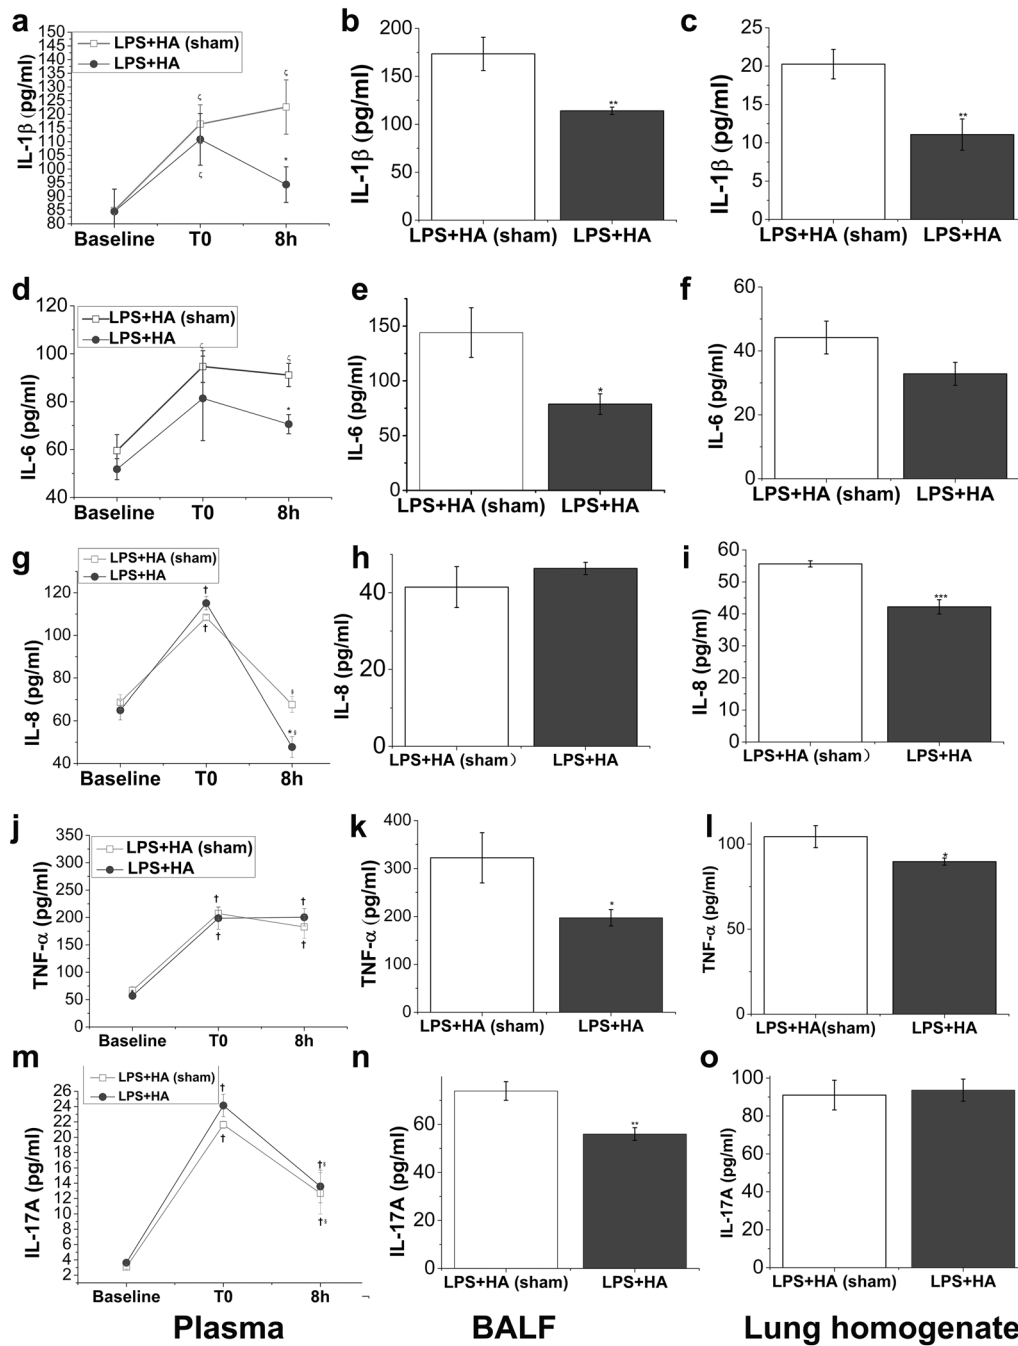 a
150
145
140
135
130
125
120
115
110
105
100
95
90
85
80
IL-1β (pg/ml)
LPS+HA (sham)
LPS+HA
ς
ς
ς
*
Baseline T0 8h
b
200
150
100
50
0
IL-1β (pg/ml)
**
LPS+HA (sham) LPS+HA
c
25
20
15
10
5
0
IL-1β (pg/ml)
**
LPS+HA (sham) LPS+HA
d
120
100
80
60
40
IL-6 (pg/ml)
LPS+HA (sham)
LPS+HA
ς
ς
*
Baseline T0 8h
e
150
100
50
0
IL-6 (pg/ml)
*
LPS+HA (sham) LPS+HA
f
60
40
20
0
IL-6 (pg/ml)
LPS+HA (sham) LPS+HA
g
120
100
80
60
40
IL-8 (pg/ml)
LPS+HA (sham)
LPS+HA
†
†
§
*§
Baseline T0 8h
h
40
20
0
IL-8 (pg/ml)
LPS+HA (sham) LPS+HA
i
60
50
40
30
20
10
0
IL-8 (pg/ml)
***
LPS+HA (sham) LPS+HA
j
350
300
250
200
150
100
50
0
TNF-α (pg/ml)
LPS+HA (sham)
LPS+HA
† †
† †
Baseline T0 8h
k
400
300
200
100
0
TNF-α (pg/ml)
*
LPS+HA (sham) LPS+HA
l
100
50
0
TNF-α (pg/ml)
*
LPS+HA(sham) LPS+HA
m
26
24
22
20
18
16
14
12
10
8
6
4
2
IL-17A (pg/ml)
LPS+HA (sham)
LPS+HA
†
†
†§
†§
Baseline T0 8h
n
60
40
20
0
IL-17A (pg/ml)
**
LPS+HA (sham) LPS+HA
o
100
80
60
40
20
0
IL-17A (pg/ml)
LPS+HA (sham) LPS+HA
Plasma BALF Lung homogenate